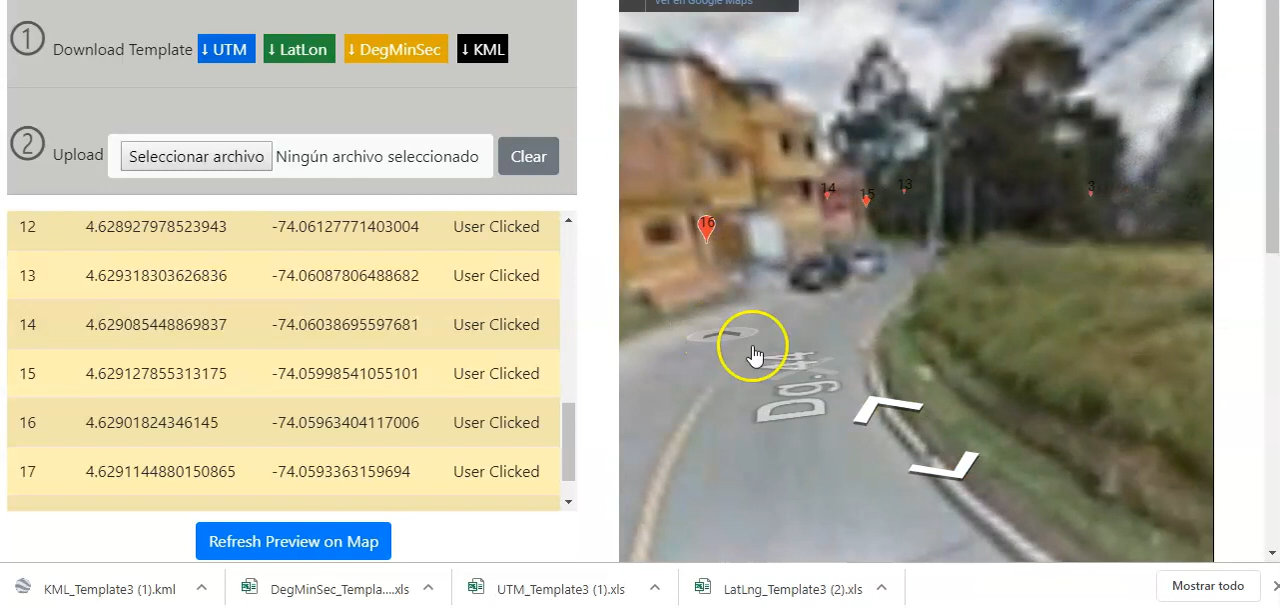 Ver en Google Maps
1 Download Template ↓ UTM ↓ LatLon ↓ DegMinSec ↓ KML
2 Upload Seleccionar archivo Ningún archivo seleccionado Clear
12 4.628927978523943 -74.06127771403004 User Clicked
13 4.629318303626836 -74.06087806488682 User Clicked
14 4.629085448869837 -74.06038695597681 User Clicked
15 4.629127855313175 -74.05998541055101 User Clicked
16 4.62901824346145 -74.05963404117006 User Clicked
17 4.6291144880150865 -74.0593363159694 User Clicked
Refresh Preview on Map
16 14 15 13 3
Dg. 44
KML_Template3 (1).kml DegMinSec_Templa....xls UTM_Template3 (1).xls LatLng_Template3 (2).xls Mostrar todo